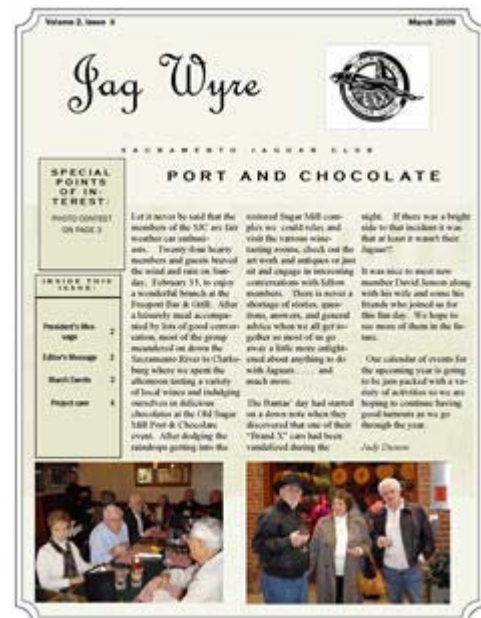 Volume 2, Issue
March 2009
Jag Wyre
SACRAMENTO JAGUAR CLUB
SPECIAL
POINTS
OF IN-
TEREST:
PHOTO CONTEST
ON PAGE 3
INSIDE THIS
ISSUE:
President's Mes-
sage 2
Editor's Message 2
March Events 3
Project cars 4
PORT AND CHOCOLATE
Let it never be said that the
members of the SJC are fair
weather car enthusi-
asts. Twenty-four hearty
members and guests braved
the wind and rain on Sun-
day, February 15, to enjoy
a wonderful brunch at the
Freeport Bar & Grill. After
a leisurely meal accompa-
nied by lots of good conver-
sation, most of the group
meandered on down the
Sacramento River to Clarks-
burg where we spent the
afternoon tasting a variety
of local wines and indulging
ourselves in delicious
chocolates at the Old Sugar
Mill Port & Chocolate
event. After dodging the
raindrops getting into the
restored Sugar Mill com-
plex we could relax and
visit the various wine-
tasting rooms, check out the
art work and antiques or just
sit and engage in interesting
conversations with fellow
members. There is never a
shortage of stories, ques-
tions, answers, and general
advice when we all get to-
gether so most of us go
away a little more enlight-
ened about anything to do
with Jaguars . . . . and
much more.
The day had started
on a down note when they
discovered that one of their
"Brand X" cars had been
vandalized during the
night. If there was a bright
side to that incident it was
that at least it wasn't their
Jaguar!!
It was nice to meet new
member David Jenson along
with his wife and some his
friends who joined us for
this fun day. We hope to
see more of them in the fu-
ture.
Our calendar of events for
the upcoming year is going
to be jam packed with a va-
riety of activities so we are
hoping to continue having
good turnouts as we go
through the year.
Judy